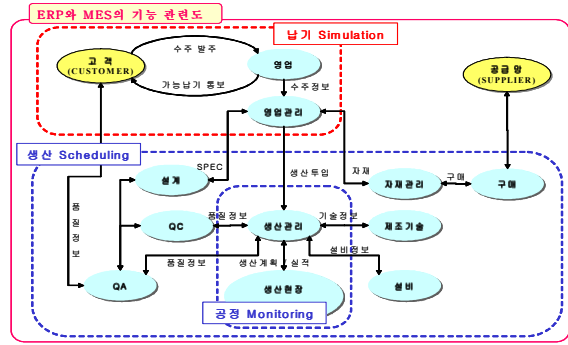 ERP와 MES의 기능 관련도
납기 Simulation
고 객
(CUSTOMER)
수주 발주
영업
가능납기 통보
수주정보
영업관리
공급 망
(SUPPLIER)
생산 Scheduling
SPEC
설계
생산투입
자재
자재관리
구매
구매
품질정보
QC
품질정보
생산관리
기술정보
제조기술
설비정보
QA
품질정보
생산계획
실적
생산현장
설비
공정 Monitoring